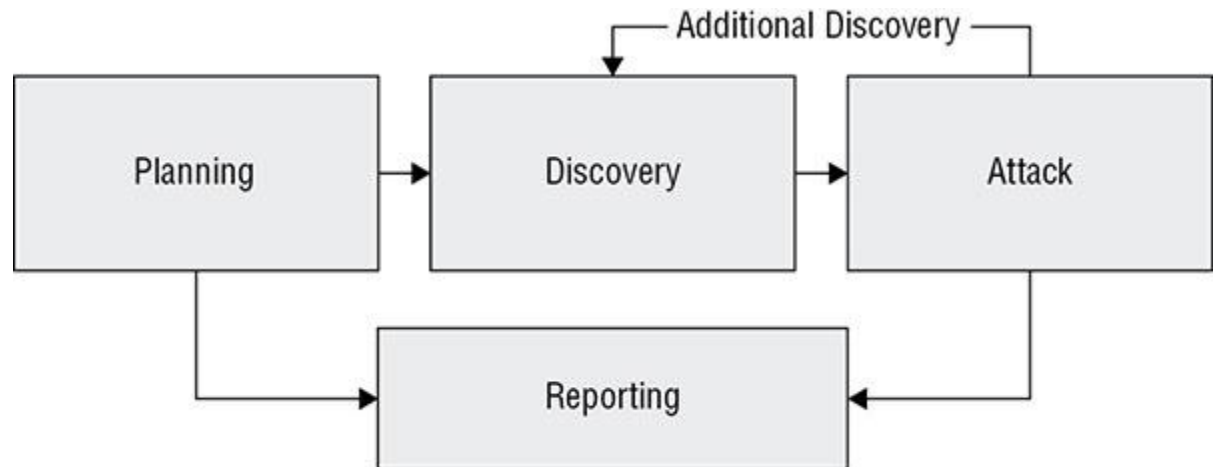 Additional Discovery
Planning
Discovery
Attack
Reporting